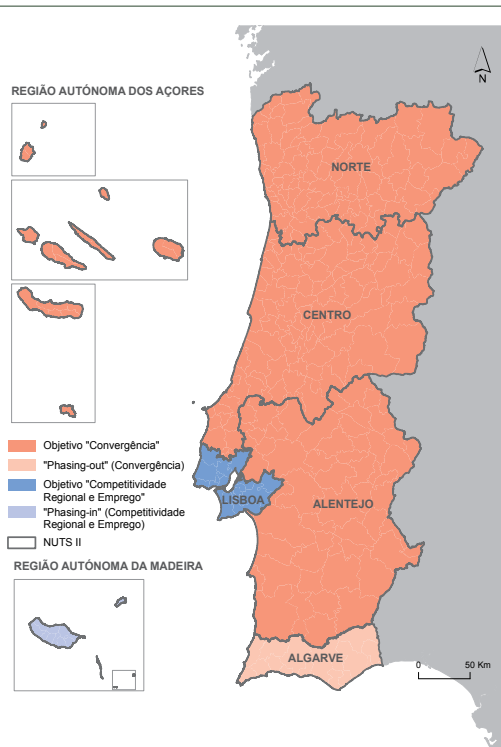 N
REGIÃO AUTÓNOMA DOS AÇORES
NORTE
CENTRO
Objetivo "Convergência"
"Phasing-out" (Convergência)
Objetivo "Competitividade
Regional e Emprego"
"Phasing-in" (Competitividade
Regional e Emprego)
NUTS II
LISBOA
ALENTEJO
REGIÃO AUTÓNOMA DA MADEIRA
ALGARVE
0 50 Km